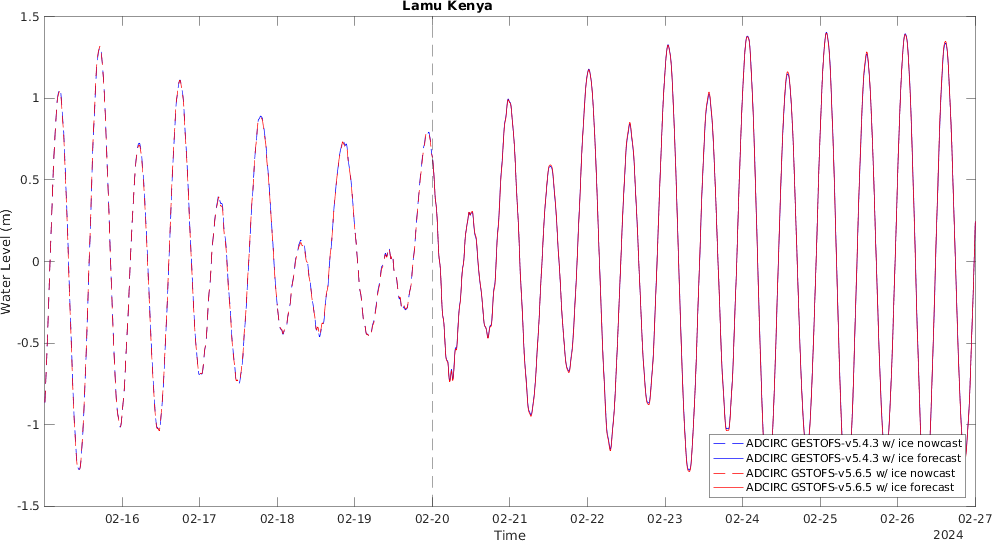 Lamu Kenya
1.5
1
0.5
0
-0.5
-1
-1.5
Water Level (m)
02-16
02-17
02-18
02-19
02-20
02-21
02-22
02-23
02-24
02-25
02-26
02-27
Time
2024
ADCIRC GESTOFS-v5.4.3 w/ ice nowcast
ADCIRC GESTOFS-v5.4.3 w/ ice forecast
ADCIRC GSTOFS-v5.6.5 w/ ice nowcast
ADCIRC GSTOFS-v5.6.5 w/ ice forecast